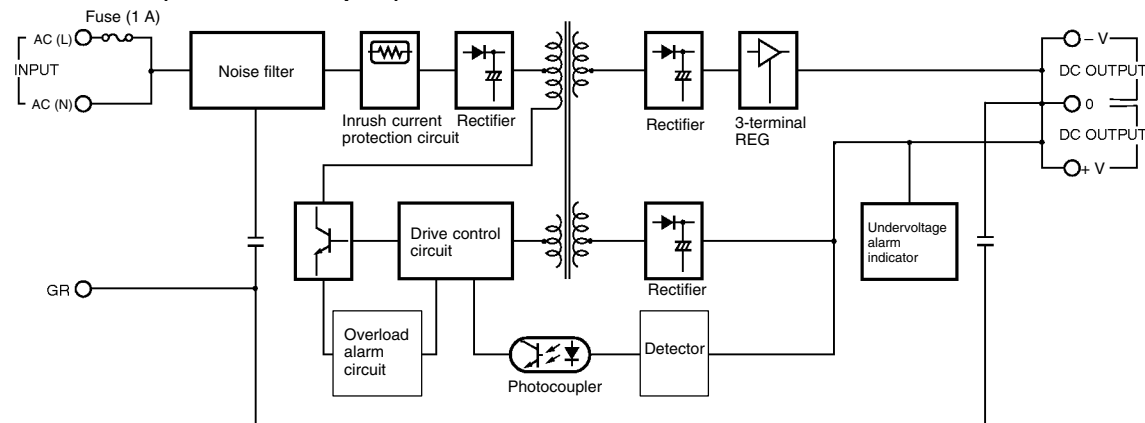 Fuse (1 A)
AC (L)
INPUT
AC (N)
Noise filter
Inrush current
protection circuit
Rectifier
Rectifier
3-terminal
REG
– V
DC OUTPUT
0
DC OUTPUT
+ V
Drive control
circuit
Rectifier
Undervoltage
alarm
indicator
GR
Overload
alarm
circuit
Photocoupler
Detector